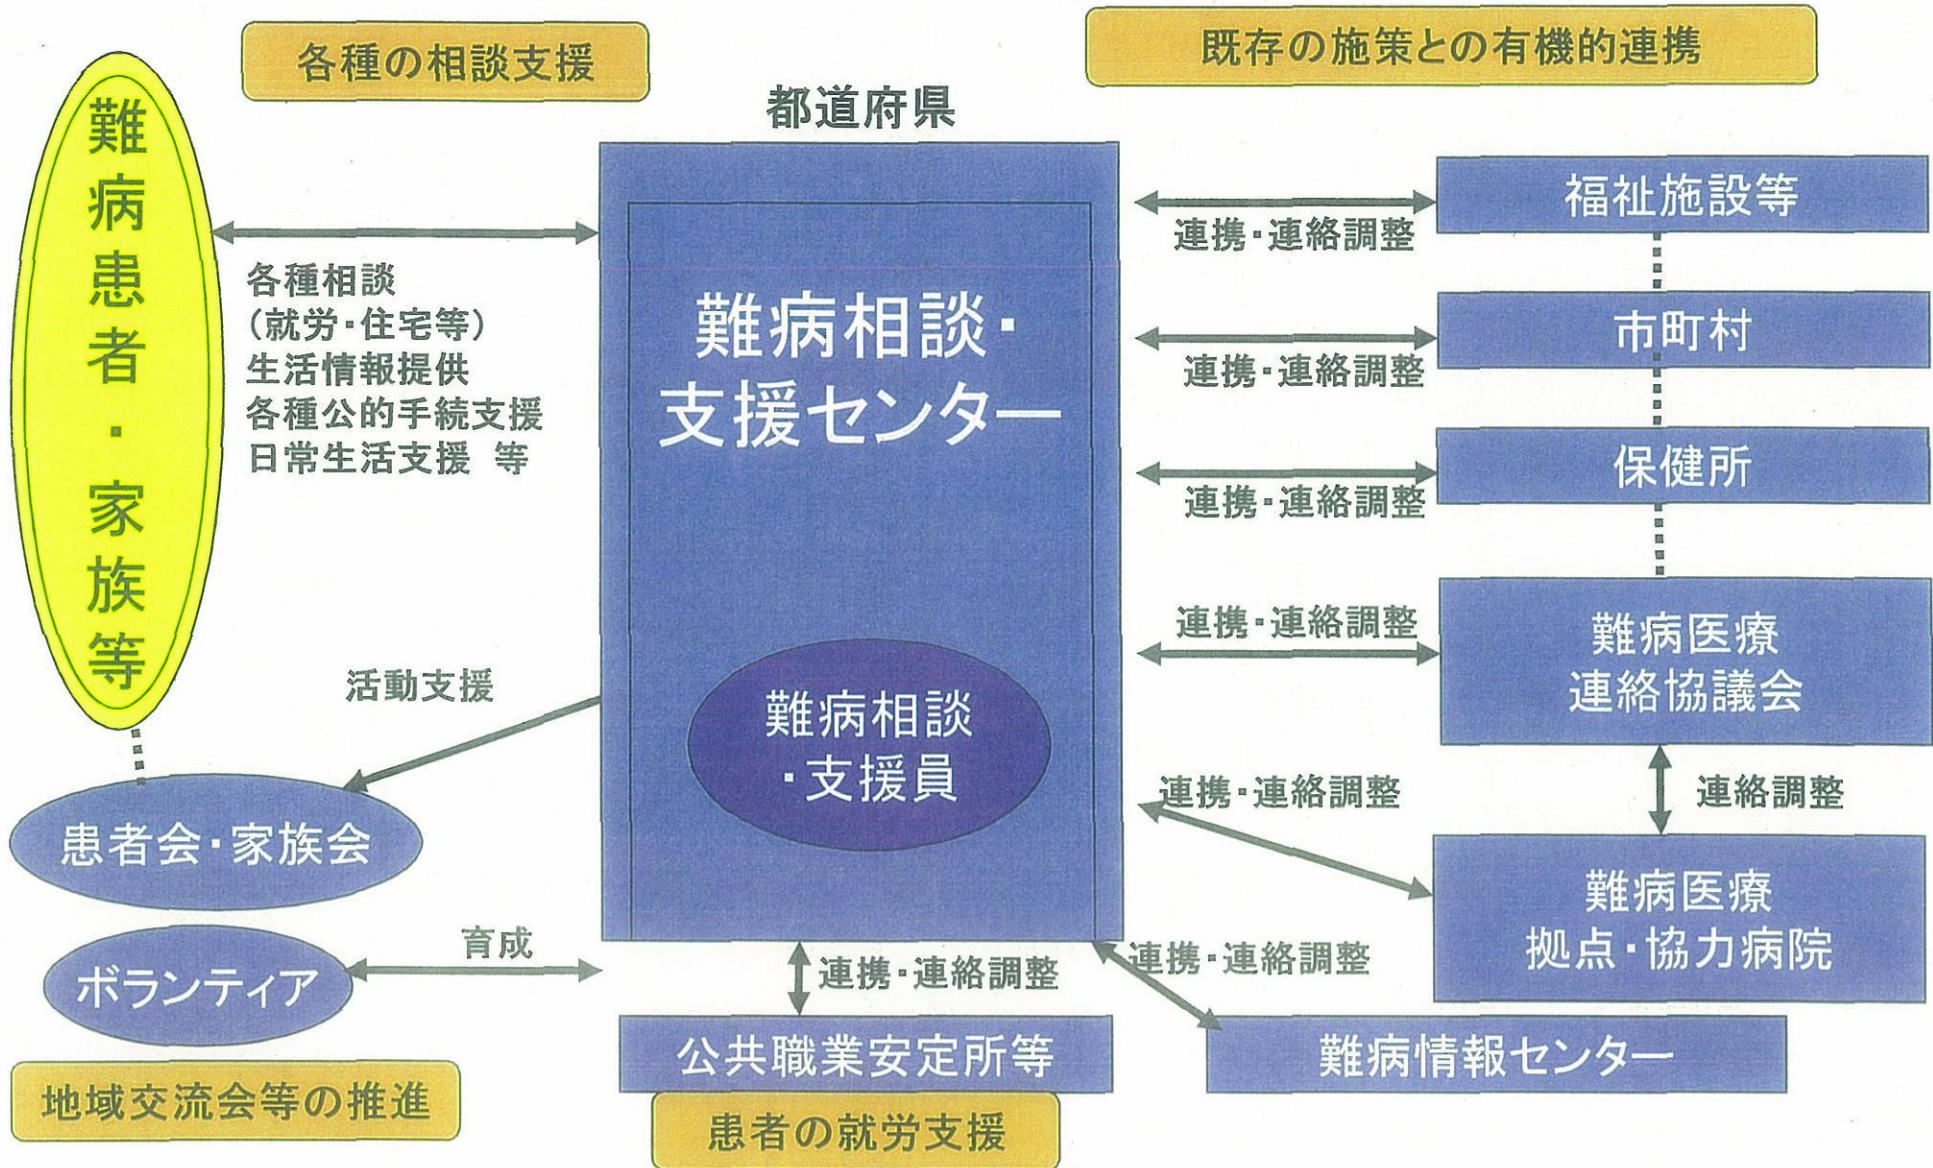 各種の相談支援
既存の施策との有機的連携
都道府県
難病患者・家族等
各種相談
(就労・住宅等)
生活情報提供
各種公的手続支援
日常生活支援 等
難病相談・
支援センター
難病相談
・支援員
活動支援
患者会・家族会
育成
ボランティア
地域交流会等の推進
連携・連絡調整
公共職業安定所等
患者の就労支援
連携・連絡調整
福祉施設等
連携・連絡調整
市町村
連携・連絡調整
保健所
連携・連絡調整
難病医療
連絡協議会
連絡調整
連携・連絡調整
難病医療
拠点・協力病院
連携・連絡調整
難病情報センター